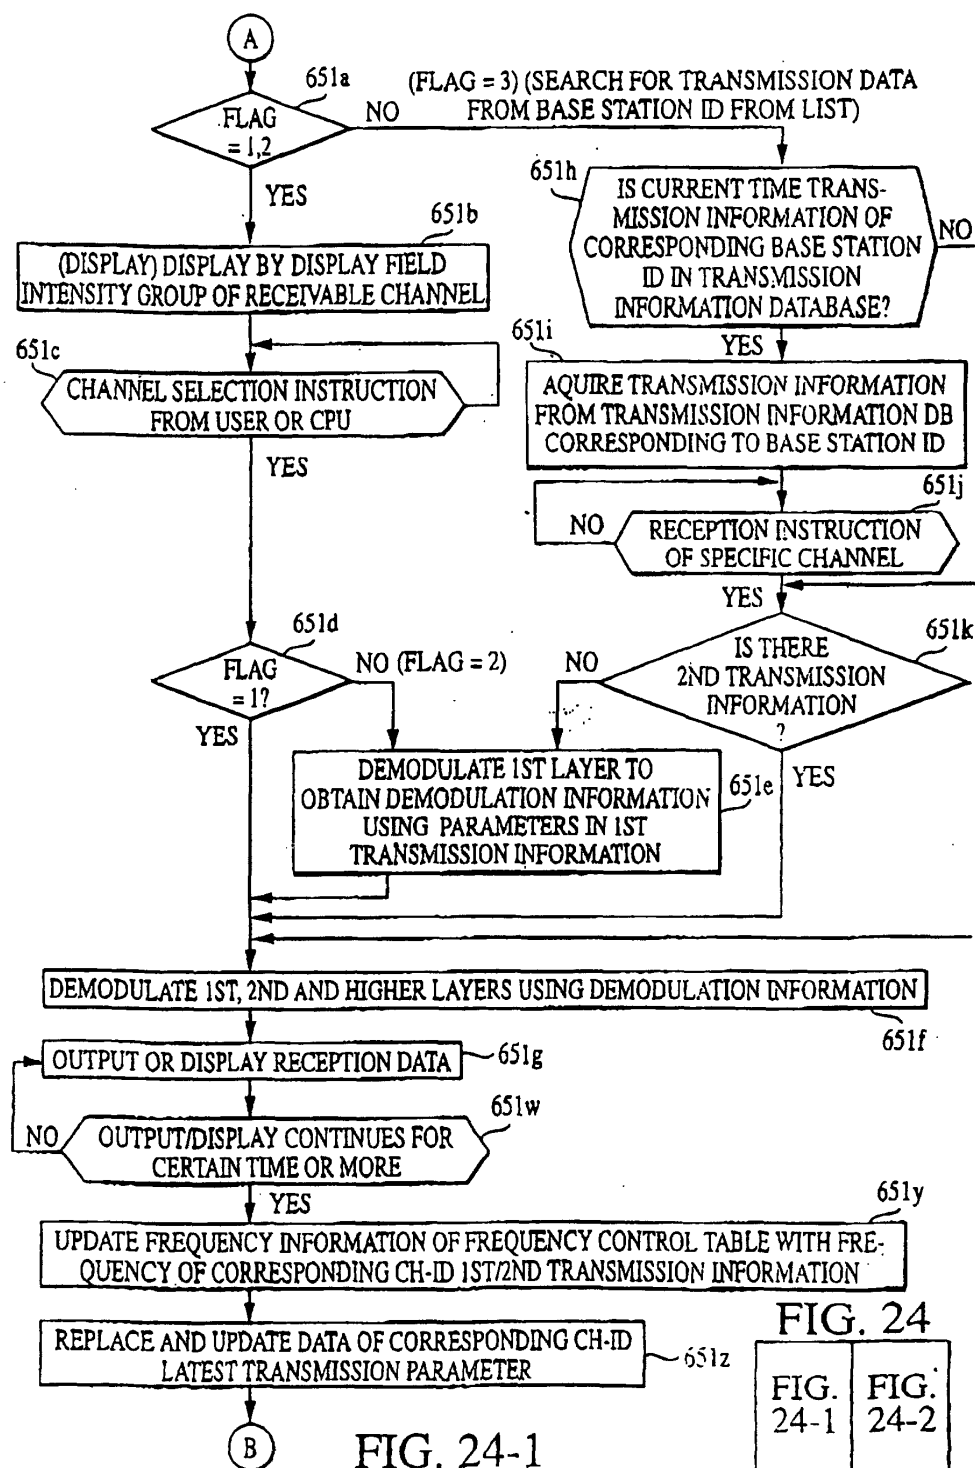 A
651a
FLAG
= 1,2
NO
(FLAG = 3) (SEARCH FOR TRANSMISSION DATA
FROM BASE STATION ID FROM LIST)
YES
651b
(DISPLAY) DISPLAY BY DISPLAY FIELD
INTENSITY GROUP OF RECEIVABLE CHANNEL
651c
CHANNEL SELECTION INSTRUCTION
FROM USER OR CPU
YES
651h
IS CURRENT TIME TRANS-
MISSION INFORMATION OF
CORRESPONDING BASE STATION
ID IN TRANSMISSION
INFORMATION DATABASE?
NO
YES
651i
AQUIRE TRANSMISSION INFORMATION
FROM TRANSMISSION INFORMATION DB
CORRESPONDING TO BASE STATION ID
651j
NO
RECEPTION INSTRUCTION
OF SPECIFIC CHANNEL
YES
651d
FLAG
= 1?
NO (FLAG = 2)
YES
651k
NO
IS THERE
2ND TRANSMISSION
INFORMATION
?
YES
DEMODULATE 1ST LAYER TO
OBTAIN DEMODULATION INFORMATION
USING PARAMETERS IN 1ST
TRANSMISSION INFORMATION
651e
DEMODULATE 1ST, 2ND AND HIGHER LAYERS USING DEMODULATION INFORMATION
651f
OUTPUT OR DISPLAY RECEPTION DATA
651g
651w
NO
OUTPUT/DISPLAY CONTINUES FOR
CERTAIN TIME OR MORE
YES
651y
UPDATE FREQUENCY INFORMATION OF FREQUENCY CONTROL TABLE WITH FRE-
QUENCY OF CORRESPONDING CH-ID 1ST/2ND TRANSMISSION INFORMATION
REPLACE AND UPDATE DATA OF CORRESPONDING CH-ID
LATEST TRANSMISSION PARAMETER
651z
B
FIG. 24-1
FIG. 24
FIG.
24-1
FIG.
24-2